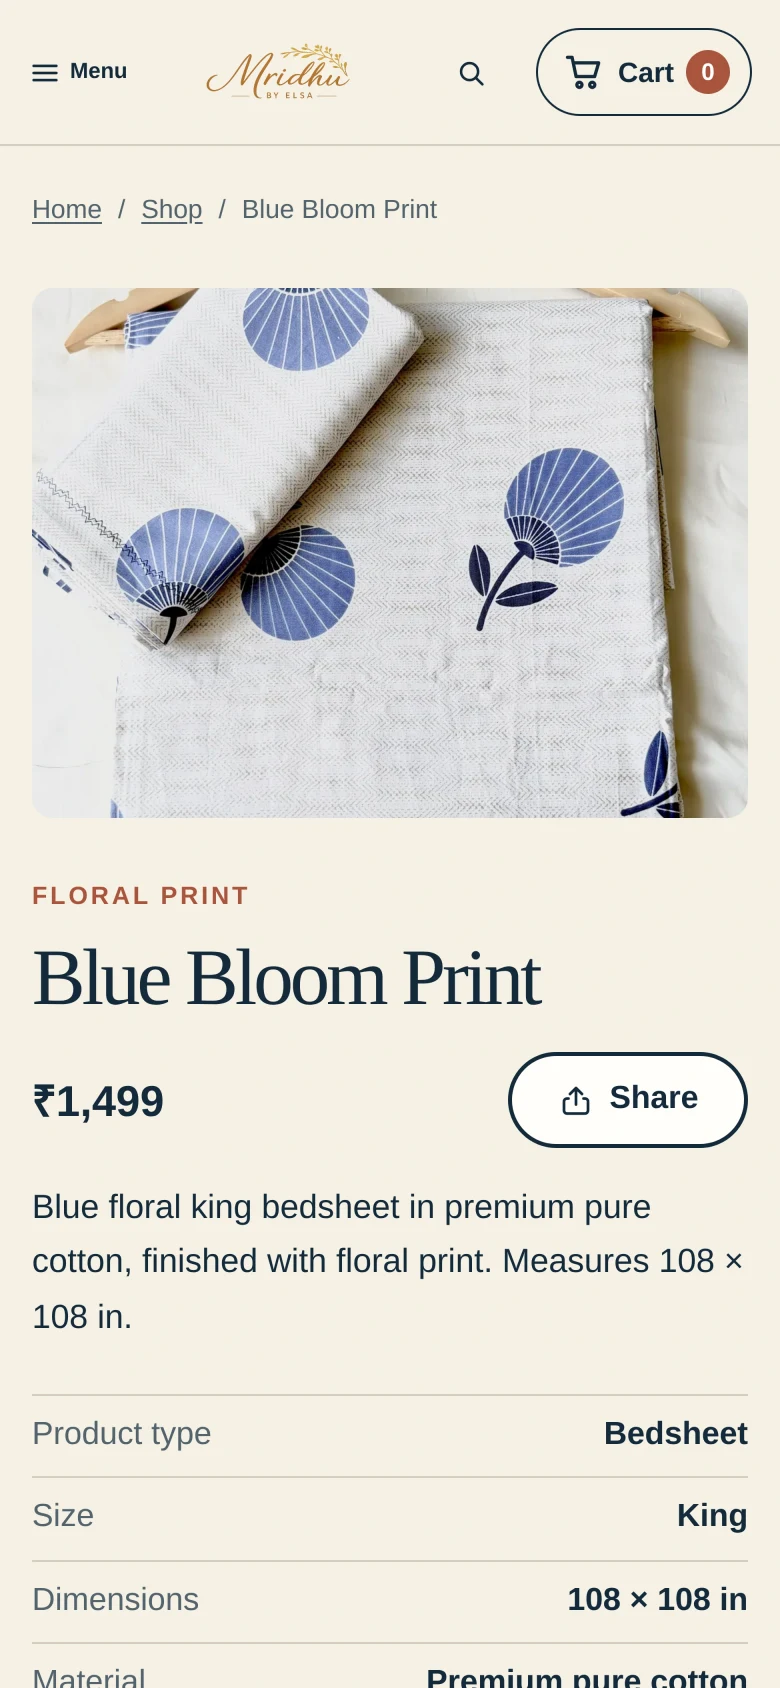 Menu
Mridhu
BY ELSA
Cart 0
Home / Shop / Blue Bloom Print
FLORAL PRINT
Blue Bloom Print
₹1,499
Share
Blue floral king bedsheet in premium pure
cotton, finished with floral print. Measures 108 ×
108 in.
Product type Bedsheet
Size King
Dimensions 108 × 108 in
Material Premium pure cotton